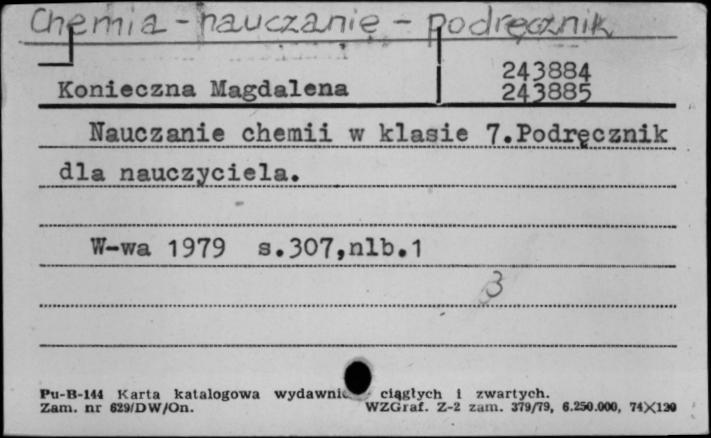 Chemia - nauczanie - podręcznik
243884
Konieczna Magdalena 243885
Nauczanie chemii w klasie 7.Podręcznik
dla nauczyciela.
W-wa 1979 s.307,nlb.1
3
Pu-B-144 Karta katalogowa ciągłych i zwartych.
Zam. nr 629/DW/On. WZGraf. Z-2 zam. 379/79, 6.250.000, 74×120